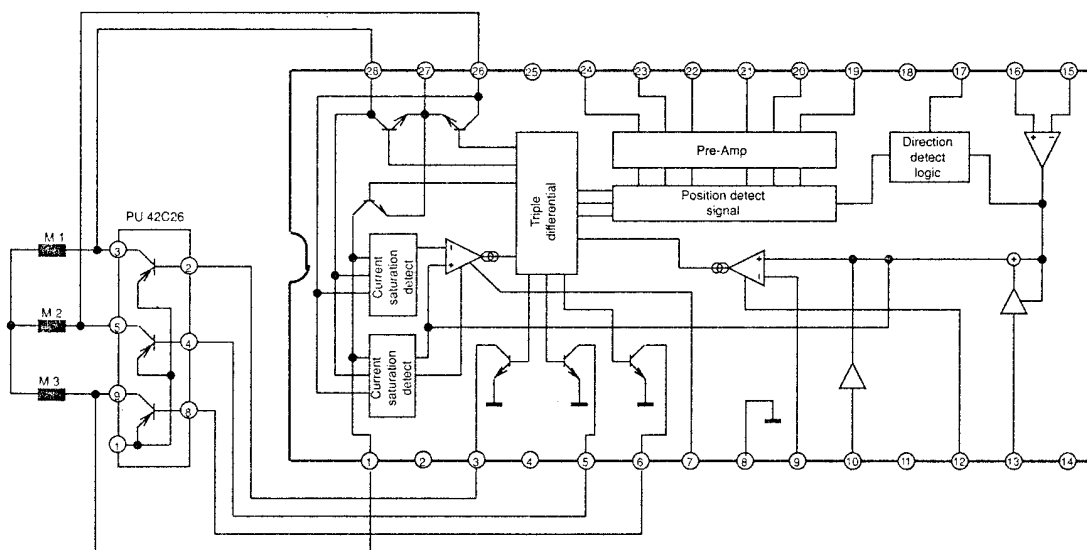 28 27 26 25 24 23 22 21 20 19 18 17 16 15
Pre-Amp
Position detect
signal
Direction
detect
logic
+ −
Triple
differential
PU 42C26
M 1
M 2
M 3
3
2
5
4
9
8
1
Current
saturation
detect
−
+
Current
saturation
detect
+
−
+
1 2 3 4 5 6 7 8 9 10 11 12 13 14